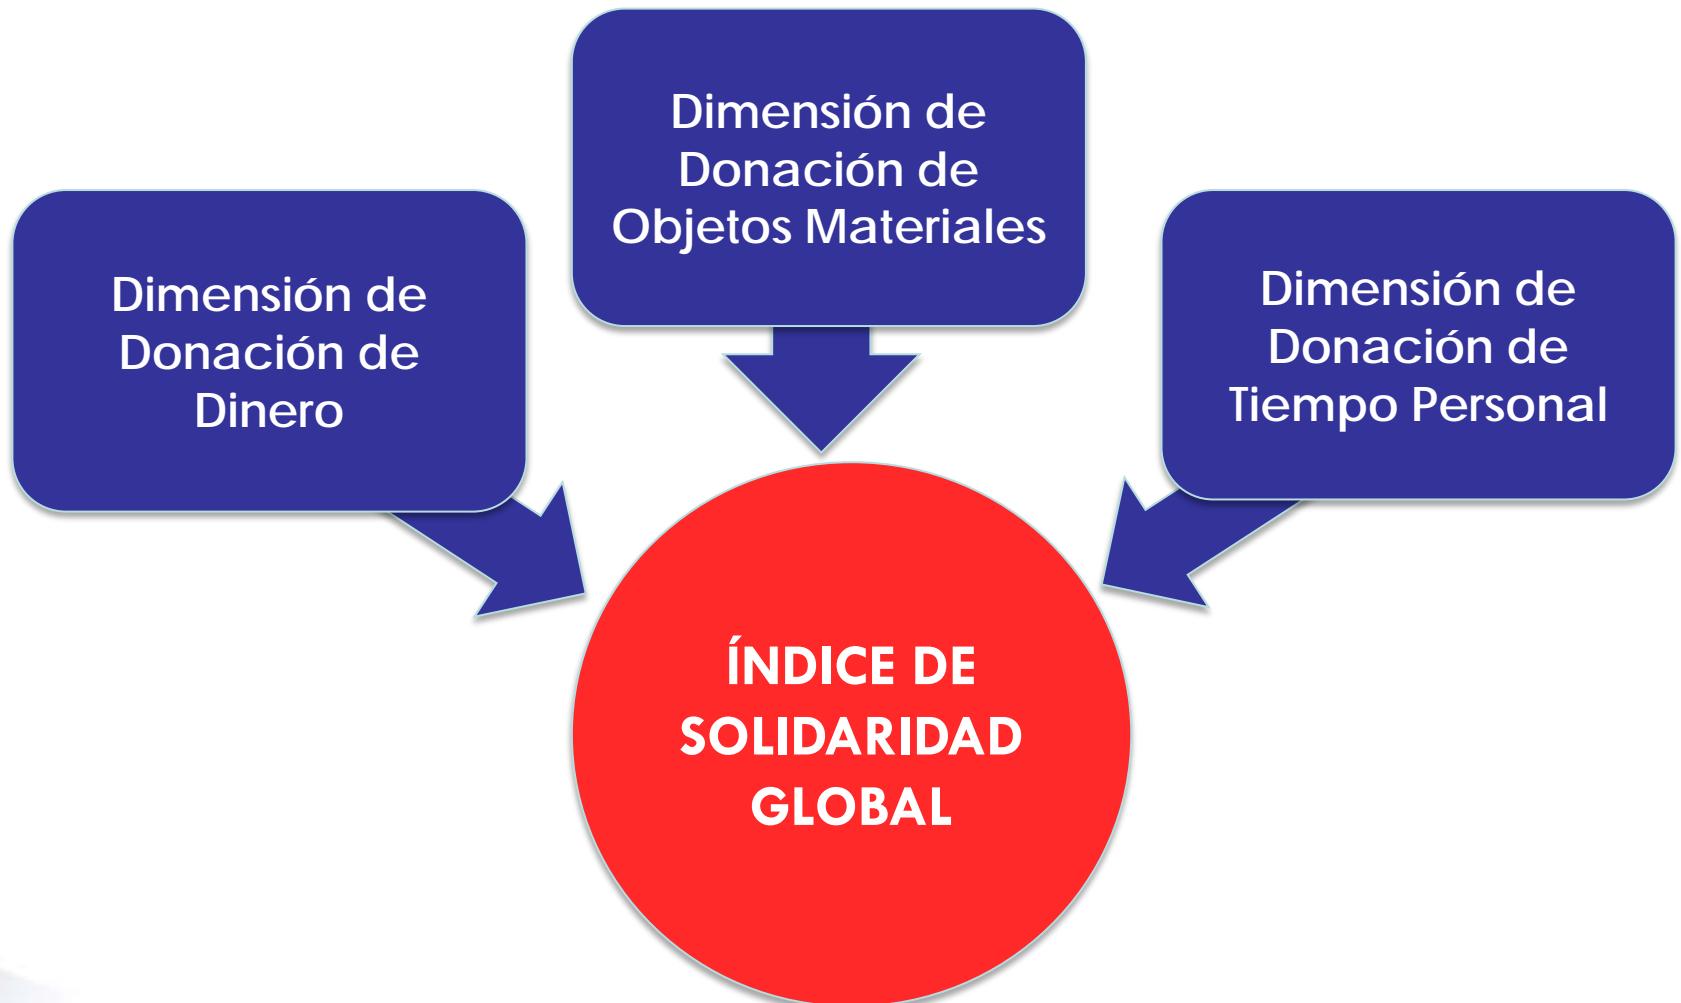 Dimensión de
Donación de
Dinero
Dimensión de
Donación de
Objetos Materiales
Dimensión de
Donación de
Tiempo Personal
ÍNDICE DE
SOLIDARIDAD
GLOBAL